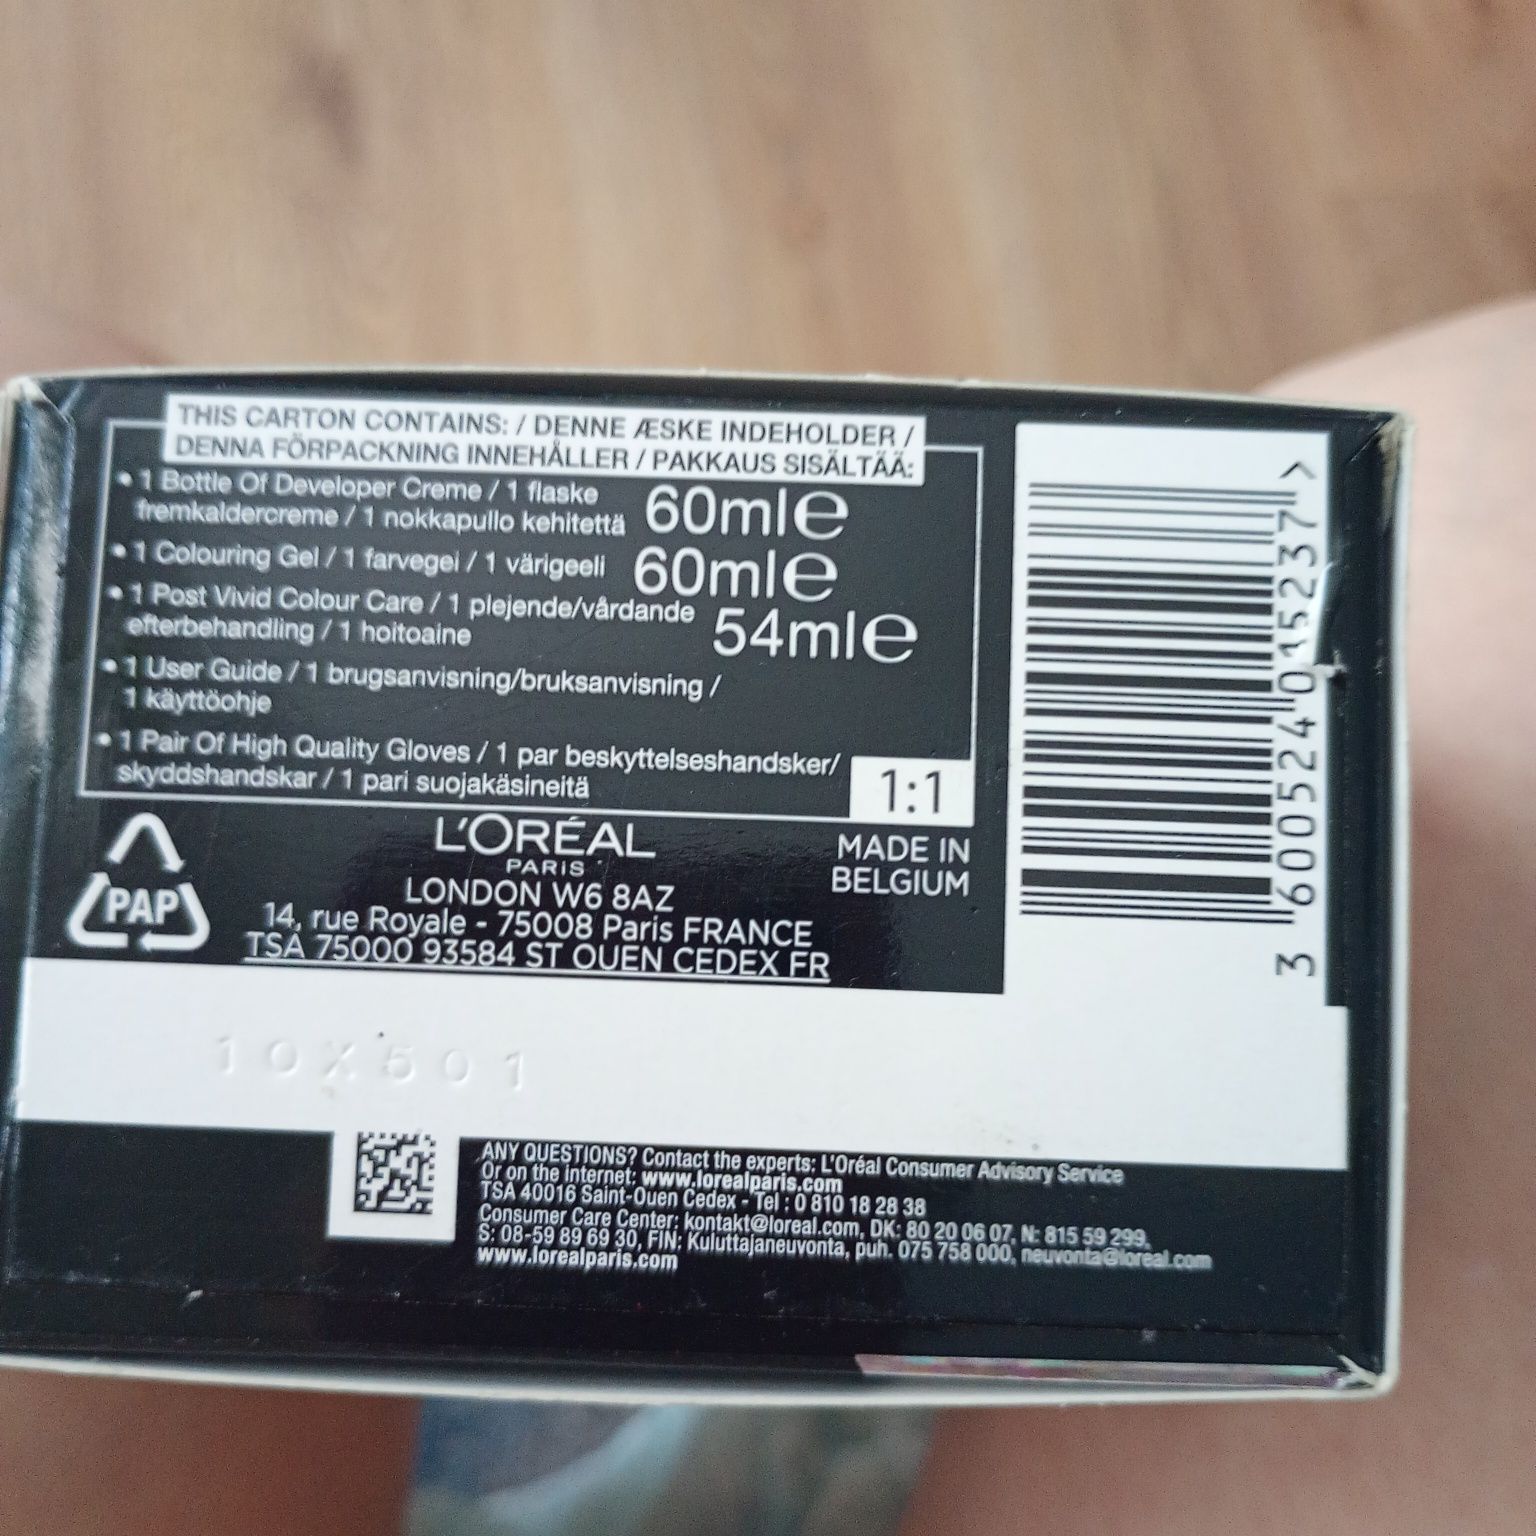 THIS CARTON CONTAINS: / DENNE ÆSKE INDEHOLDER /
DENNA FÖRPACKNING INNEHÅLLER / PAKKAUS SISÄLTÄÄ:
• 1 Bottle Of Developer Creme / 1 flaske
fremkaldercreme / 1 nokkapullo kehitettä 60ml℮
• 1 Colouring Gel / 1 farvegel / 1 värigeeli 60ml℮
• 1 Post Vivid Colour Care / 1 plejende/vårdande
efterbehandling / 1 hoitoaine 54ml℮
• 1 User Guide / 1 brugsanvisning/bruksanvisning /
1 käyttöohje
• 1 Pair Of High Quality Gloves / 1 par beskyttelseshandsker/
skyddshandskar / 1 pari suojakäsineitä
1:1
PAP
L'ORÉAL
PARIS
LONDON W6 8AZ
14, rue Royale - 75008 Paris FRANCE
TSA 75000 93584 ST OUEN CEDEX FR
MADE IN
BELGIUM
3 600524 015237 >
10X501
ANY QUESTIONS? Contact the experts: L'Oréal Consumer Advisory Service
Or on the internet: www.lorealparis.com
TSA 40016 Saint-Ouen Cedex - Tel : 0 810 18 28 38
Consumer Care Center: kontakt@loreal.com, DK: 80 20 06 07, N: 815 59 299,
S: 08-59 89 69 30, FIN: Kuluttajaneuvonta, puh. 075 758 000, neuvonta@loreal.com
www.lorealparis.com